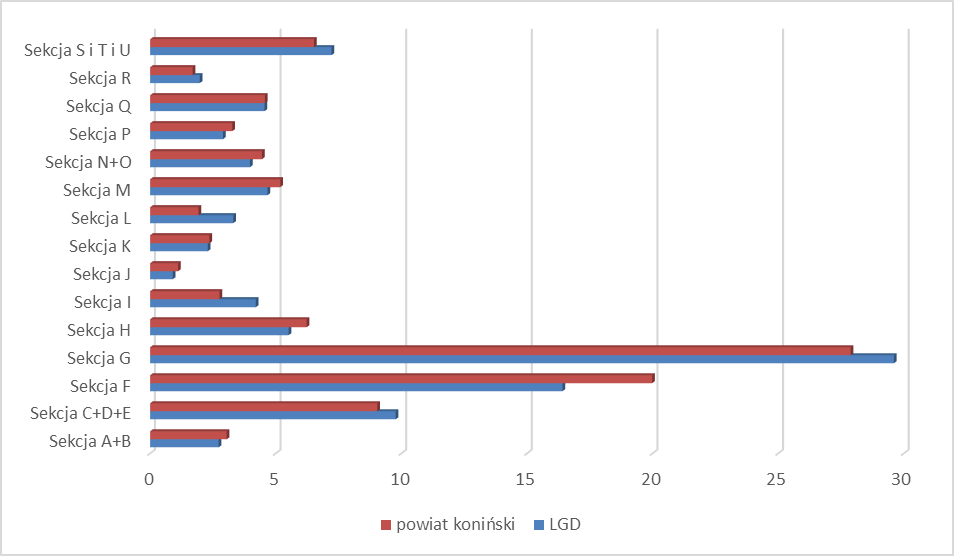 Sekcja S i T i U
Sekcja R
Sekcja Q
Sekcja P
Sekcja N+O
Sekcja M
Sekcja L
Sekcja K
Sekcja J
Sekcja I
Sekcja H
Sekcja G
Sekcja F
Sekcja C+D+E
Sekcja A+B
0 5 10 15 20 25 30
powiat koniński LGD